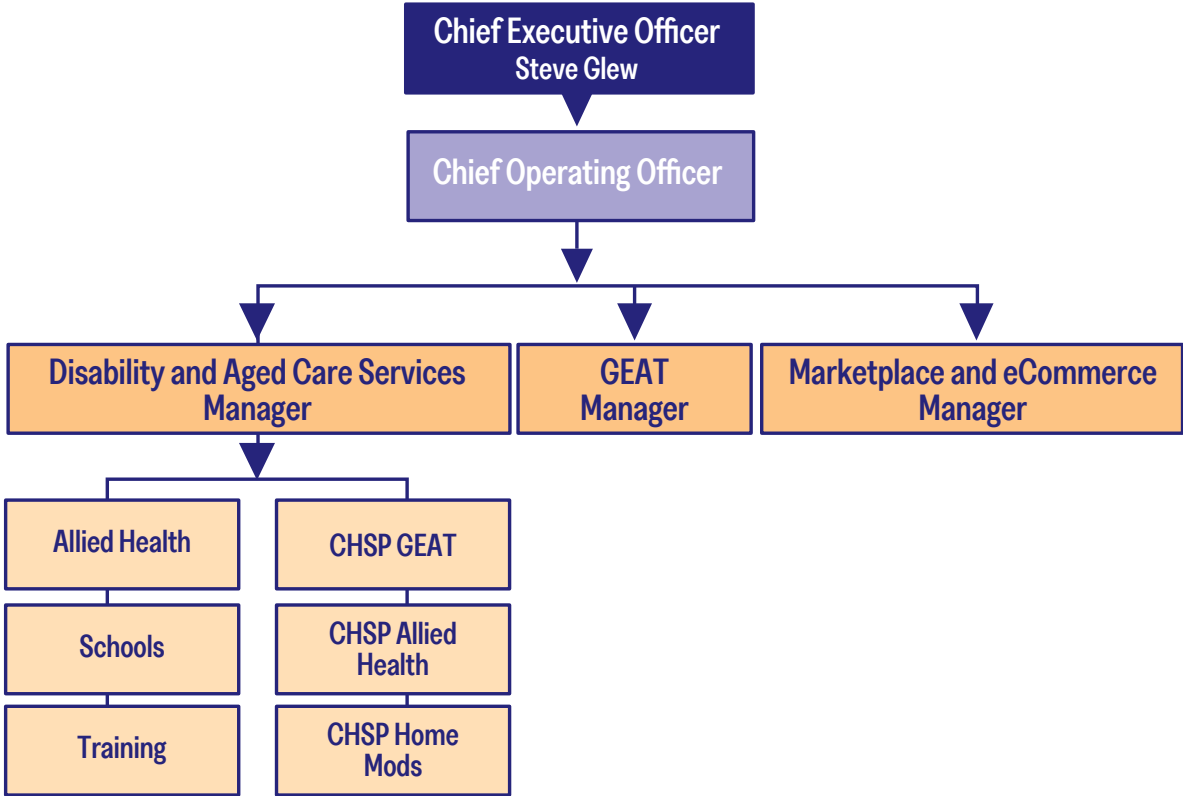 Chief Executive Officer
Steve Glew
Chief Operating Officer
Disability and Aged Care Services
Manager
GEAT
Manager
Marketplace and eCommerce
Manager
Allied Health
CHSP GEAT
Schools
CHSP Allied
Health
Training
CHSP Home
Mods